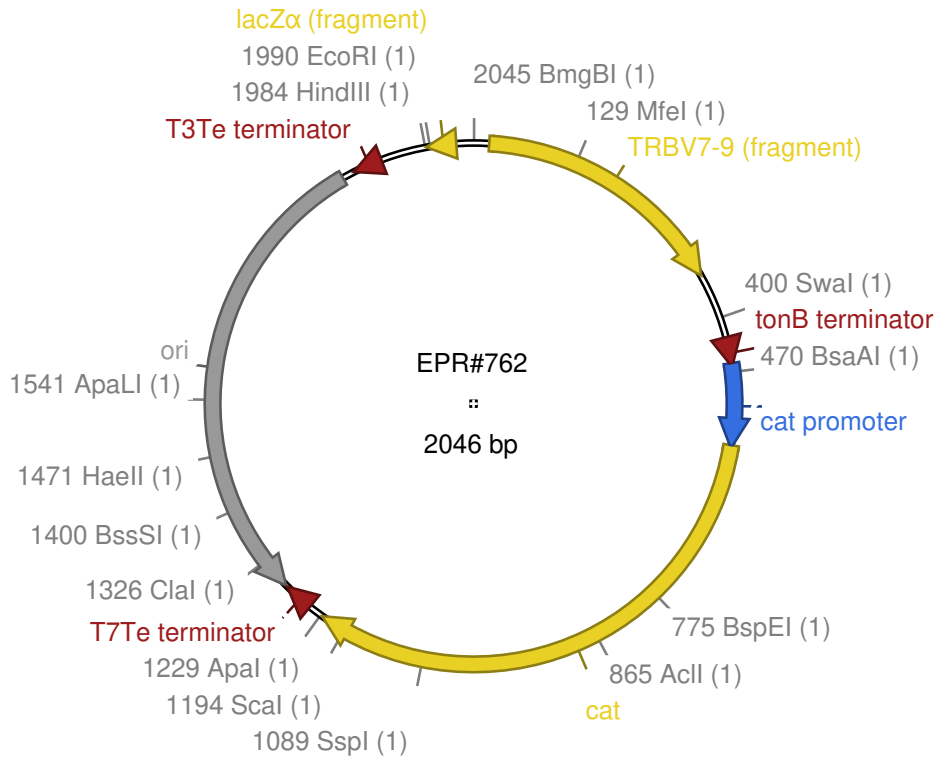 lacZα (fragment)
1990 EcoRI (1)
1984 HindIII (1)
T3Te terminator
2045 BmgBI (1)
129 MfeI (1)
TRBV7-9 (fragment)
400 SwaI (1)
tonB terminator
470 BsaAI (1)
cat promoter
EPR#762
2046 bp
ori
1541 ApaLI (1)
1471 HaeII (1)
1400 BssSI (1)
1326 ClaI (1)
T7Te terminator
1229 ApaI (1)
1194 ScaI (1)
1089 SspI (1)
775 BspEI (1)
865 AclI (1)
cat